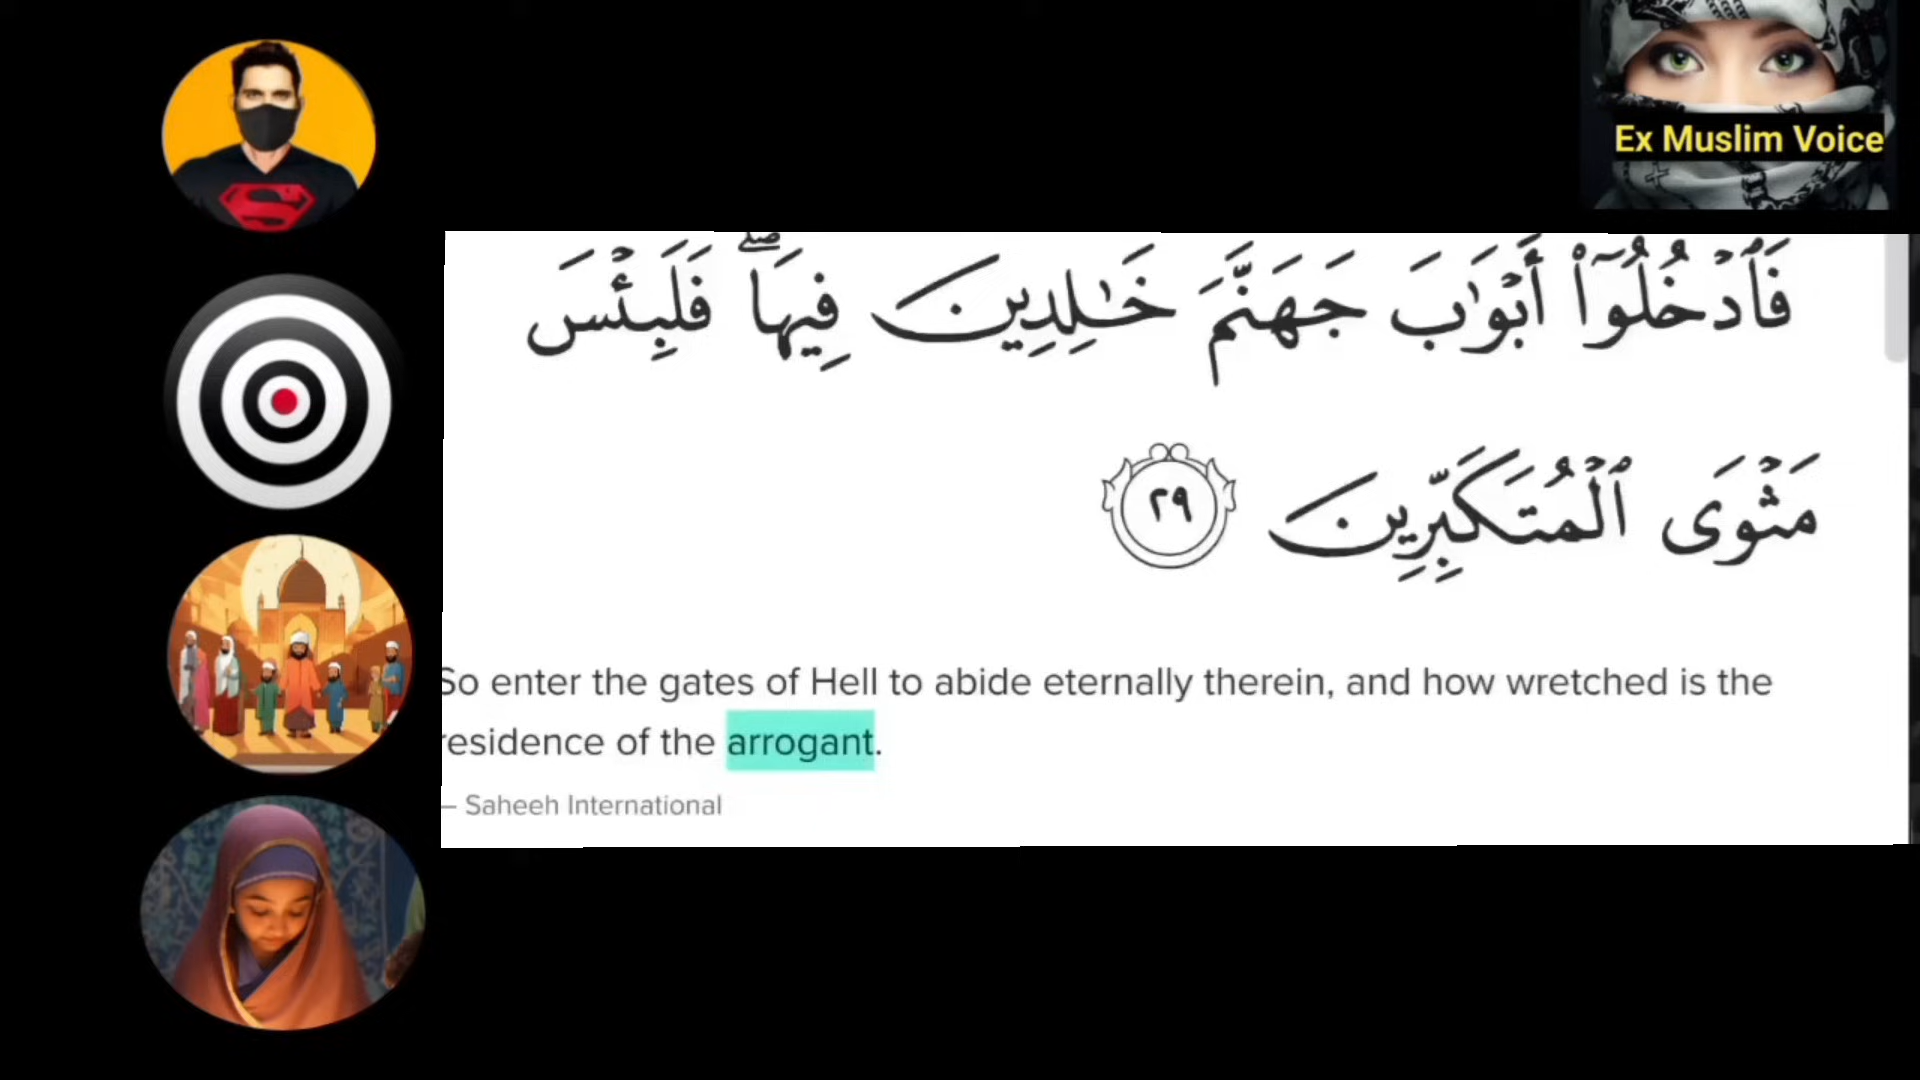 Ex Muslim Voice
فَٱدْخُلُوٓا۟ أَبْوَٰبَ جَهَنَّمَ خَـٰلِدِينَ فِيهَا ۖ فَلَبِئْسَ
مَثْوَى ٱلْمُتَكَبِّرِينَ ٢٩
So enter the gates of Hell to abide eternally therein, and how wretched is the
residence of the arrogant.
— Saheeh International